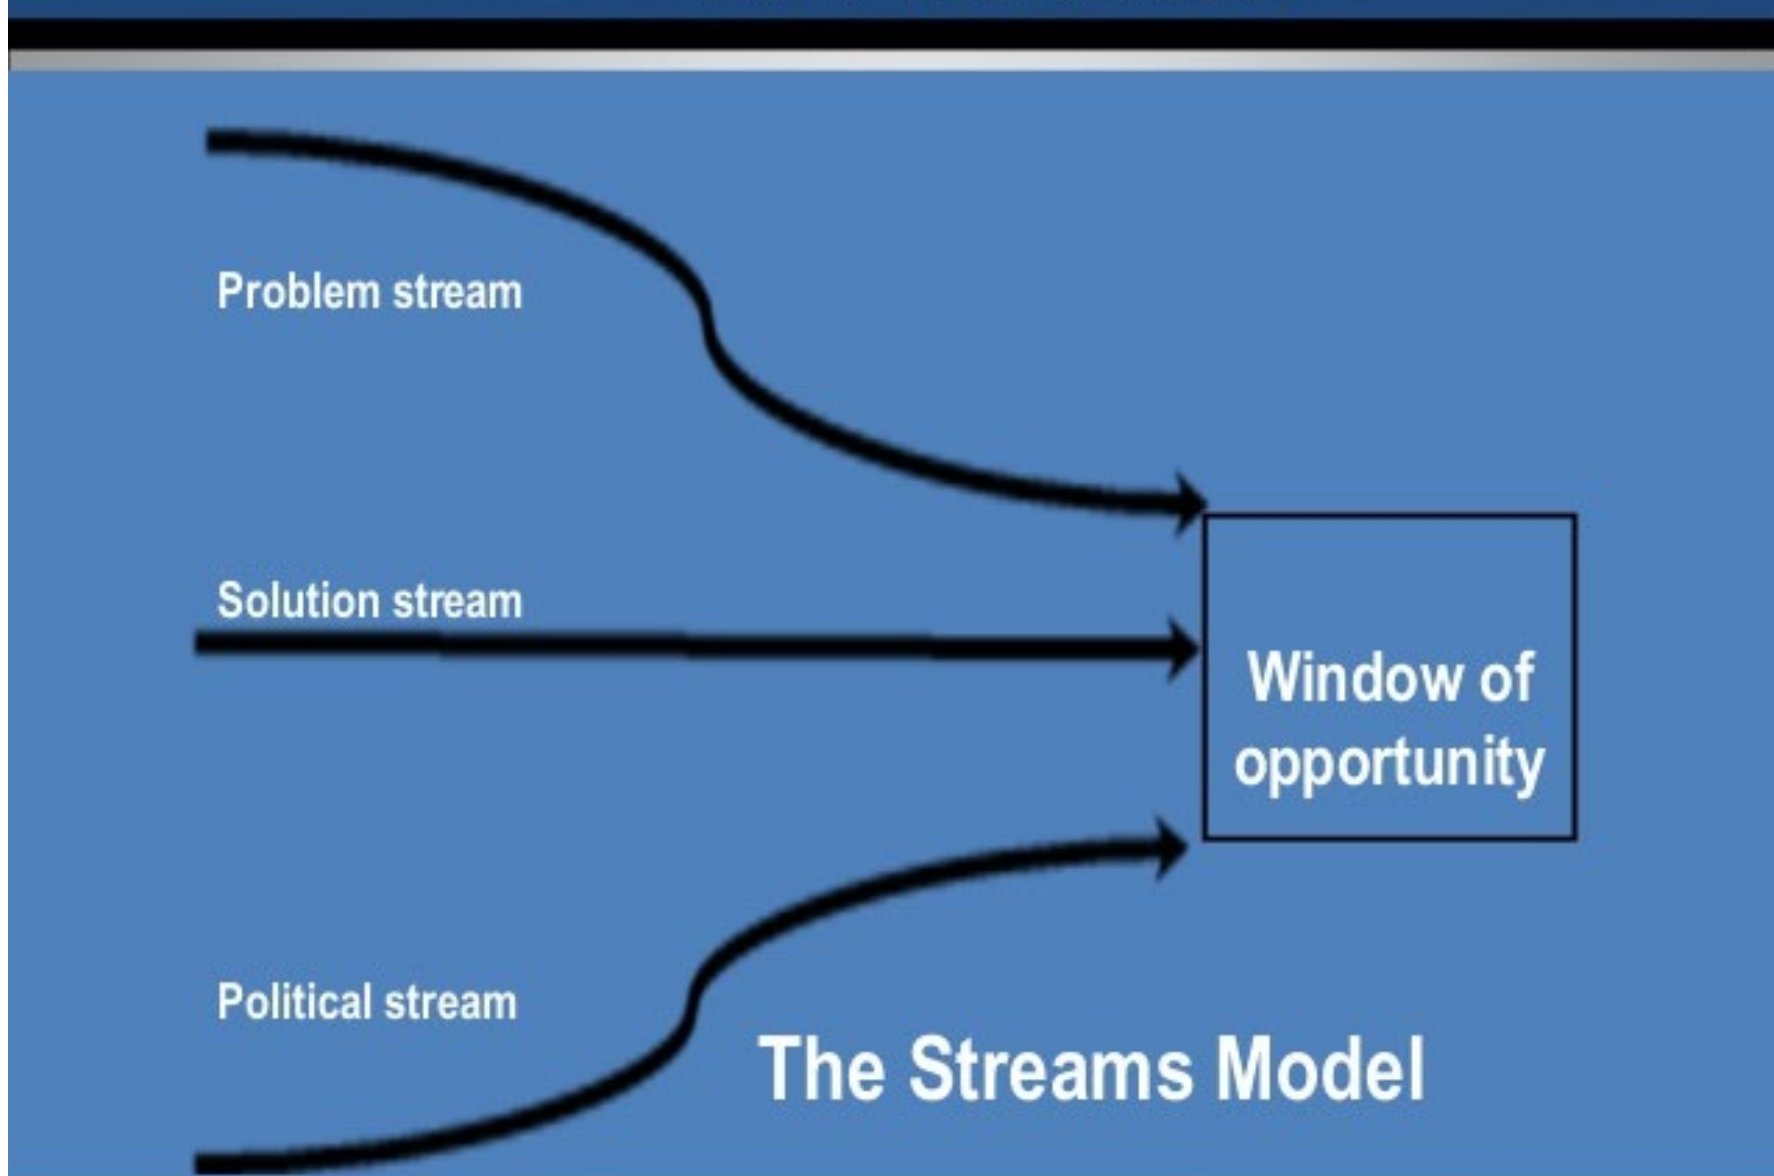 Problem stream
Solution stream
Window of
opportunity
Political stream
The Streams Model